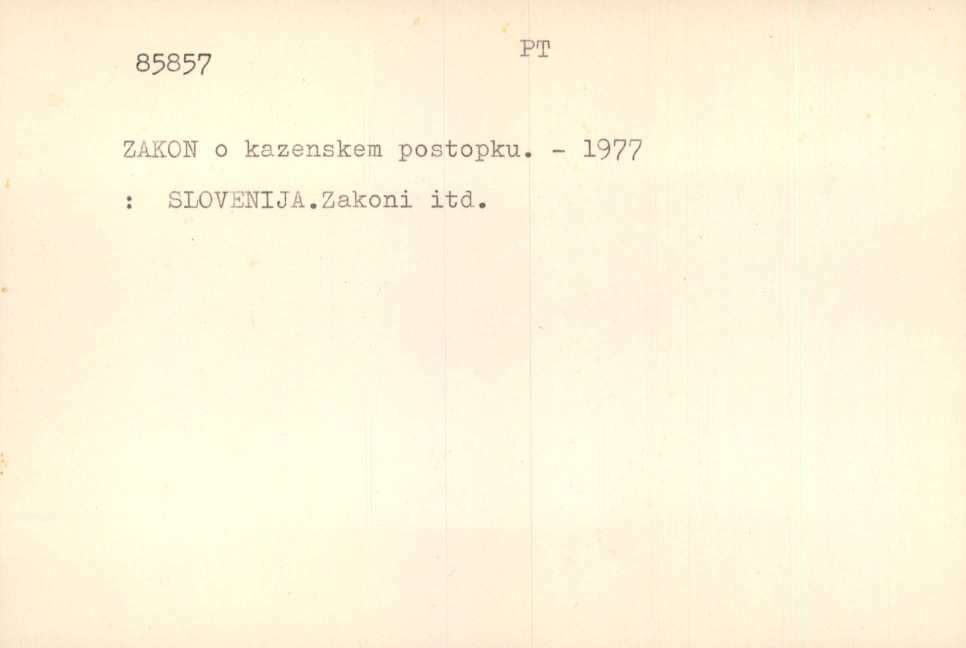 85857 PT
ZAKON o kazenskem postopku. - 1977
: SLOVENIJA.Zakoni itd.